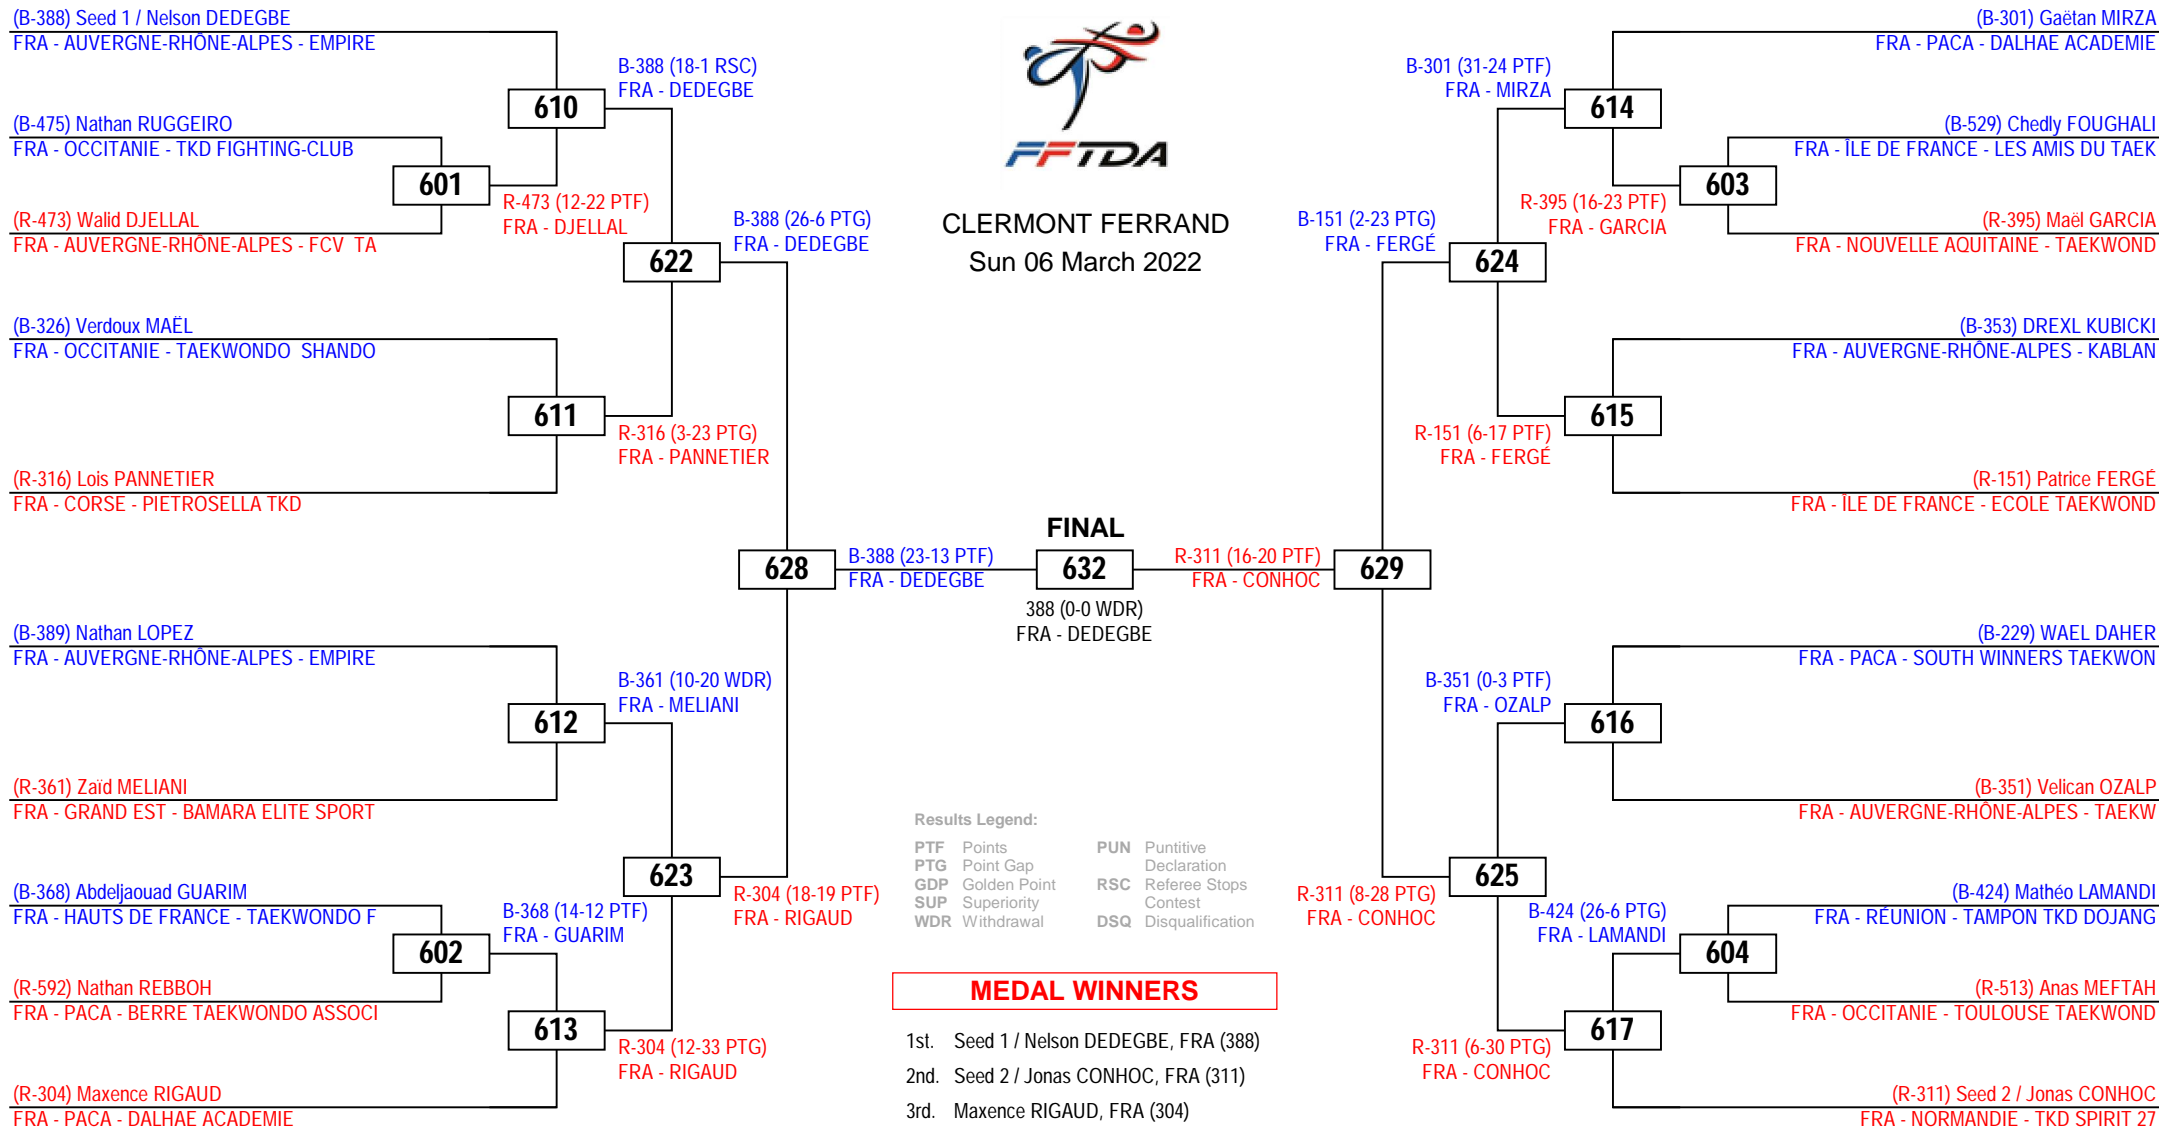 (B-388) Seed 1 / Nelson DEDEGBE
FRA - AUVERGNE-RHÔNE-ALPES - EMPIRE
B-388 (18-1 RSC)
FRA - DEDEGBE
610
(B-475) Nathan RUGGEIRO
FRA - OCCITANIE - TKD FIGHTING-CLUB
601
R-473 (12-22 PTF)
FRA - DJELLAL
(R-473) Walid DJELLAL
FRA - AUVERGNE-RHÔNE-ALPES - FCV TA
B-388 (26-6 PTG)
FRA - DEDEGBE
622
(B-326) Verdoux MAËL
FRA - OCCITANIE - TAEKWONDO SHANDO
611
R-316 (3-23 PTG)
FRA - PANNETIER
(R-316) Lois PANNETIER
FRA - CORSE - PIETROSELLA TKD
628
B-388 (23-13 PTF)
FRA - DEDEGBE
(B-389) Nathan LOPEZ
FRA - AUVERGNE-RHÔNE-ALPES - EMPIRE
B-361 (10-20 WDR)
FRA - MELIANI
612
(R-361) Zaïd MELIANI
FRA - GRAND EST - BAMARA ELITE SPORT
623
R-304 (18-19 PTF)
FRA - RIGAUD
(B-368) Abdeljaouad GUARIM
FRA - HAUTS DE FRANCE - TAEKWONDO F
B-368 (14-12 PTF)
FRA - GUARIM
602
(R-592) Nathan REBBOH
FRA - PACA - BERRE TAEKWONDO ASSOCI
613
R-304 (12-33 PTG)
FRA - RIGAUD
(R-304) Maxence RIGAUD
FRA - PACA - DALHAE ACADEMIE
FFTDA
CLERMONT FERRAND
Sun 06 March 2022
FINAL
632
388 (0-0 WDR)
FRA - DEDEGBE
Results Legend:
PTF Points
PTG Point Gap
GDP Golden Point
SUP Superiority
WDR Withdrawal
PUN Puntitive
Declaration
RSC Referee Stops
Contest
DSQ Disqualification
MEDAL WINNERS
1st. Seed 1 / Nelson DEDEGBE, FRA (388)
2nd. Seed 2 / Jonas CONHOC, FRA (311)
3rd. Maxence RIGAUD, FRA (304)
(B-301) Gaëtan MIRZA
FRA - PACA - DALHAE ACADEMIE
B-301 (31-24 PTF)
FRA - MIRZA
614
(B-529) Chedly FOUGHALI
FRA - ÎLE DE FRANCE - LES AMIS DU TAEK
603
R-395 (16-23 PTF)
FRA - GARCIA
(R-395) Maël GARCIA
FRA - NOUVELLE AQUITAINE - TAEKWOND
B-151 (2-23 PTG)
FRA - FERGÉ
624
(B-353) DREXL KUBICKI
FRA - AUVERGNE-RHÔNE-ALPES - KABLAN
615
R-151 (6-17 PTF)
FRA - FERGÉ
(R-151) Patrice FERGÉ
FRA - ÎLE DE FRANCE - ECOLE TAEKWOND
R-311 (16-20 PTF)
FRA - CONHOC
629
(B-229) WAEL DAHER
FRA - PACA - SOUTH WINNERS TAEKWON
B-351 (0-3 PTF)
FRA - OZALP
616
(B-351) Velican OZALP
FRA - AUVERGNE-RHÔNE-ALPES - TAEKW
625
R-311 (8-28 PTG)
FRA - CONHOC
(B-424) Mathéo LAMANDI
FRA - RÉUNION - TAMPON TKD DOJANG
B-424 (26-6 PTG)
FRA - LAMANDI
604
(R-513) Anas MEFTAH
FRA - OCCITANIE - TOULOUSE TAEKWOND
617
R-311 (6-30 PTG)
FRA - CONHOC
(R-311) Seed 2 / Jonas CONHOC
FRA - NORMANDIE - TKD SPIRIT 27